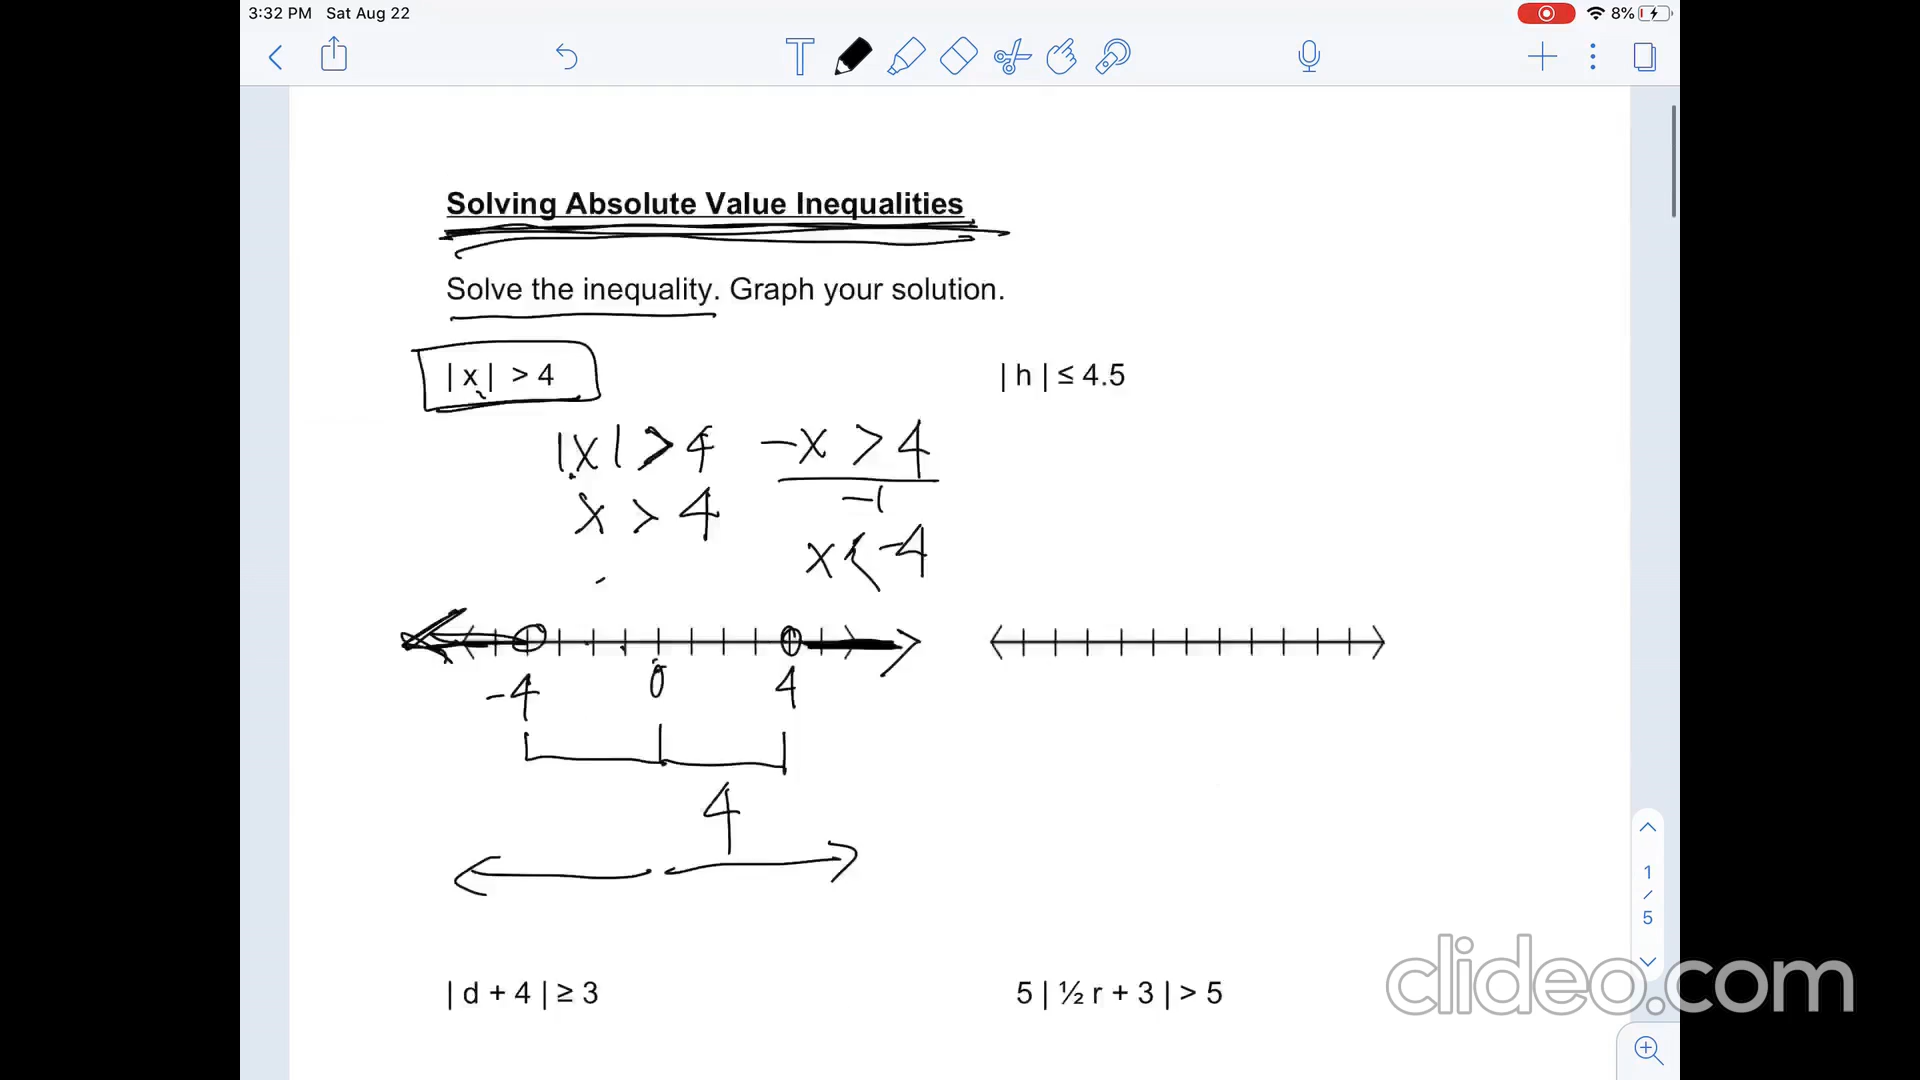 3:32 PM Sat Aug 22
8%
T
Solving Absolute Value Inequalities
Solve the inequality. Graph your solution.
| x | > 4
| h | ≤ 4.5
|x| > 4
-x > 4
-1
x > 4
x < -4
-4 0 4
4
1
/
5
| d + 4 | ≥ 3
5 | ½ r + 3 | > 5
clideo.com